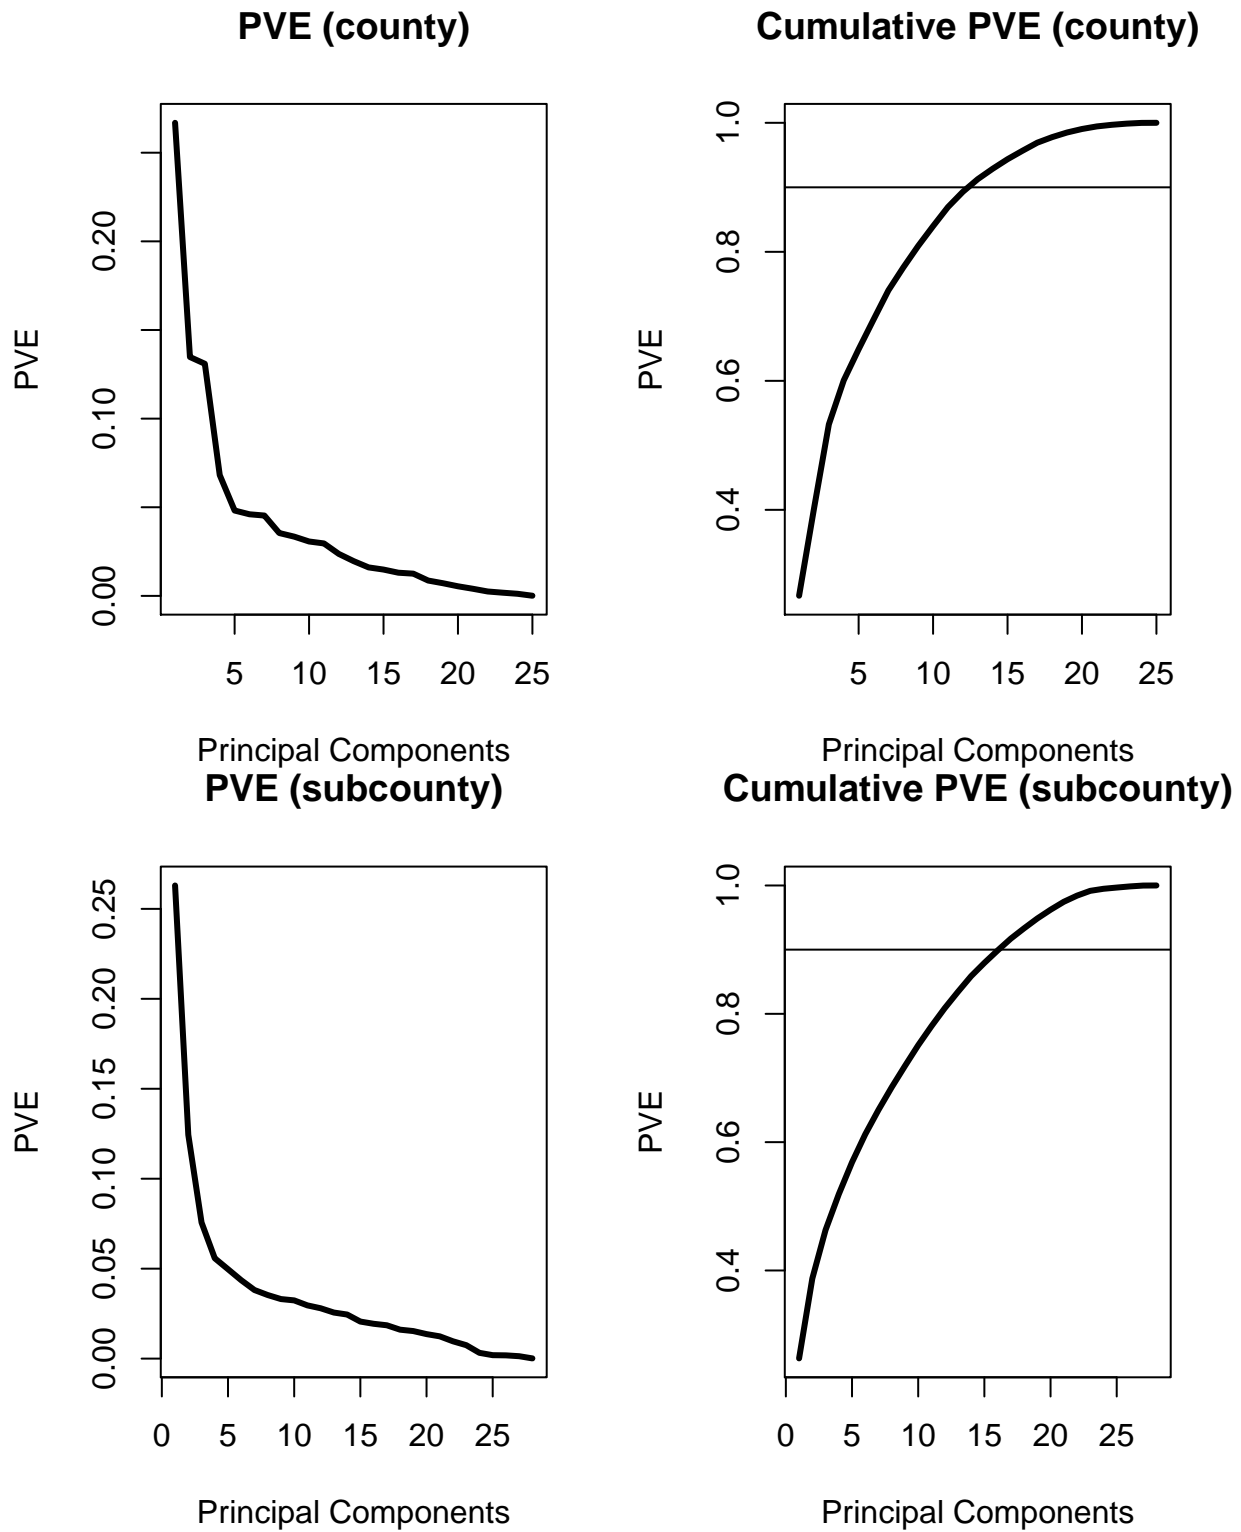 PVE (county)
PVE
0.00
0.10
0.20
5 10 15 20 25
Principal Components
Cumulative PVE (county)
PVE
0.4
0.6
0.8
1.0
5 10 15 20 25
Principal Components
PVE (subcounty)
PVE
0.00
0.05
0.10
0.15
0.20
0.25
0 5 10 15 20 25
Principal Components
Cumulative PVE (subcounty)
PVE
0.4
0.6
0.8
1.0
0 5 10 15 20 25
Principal Components